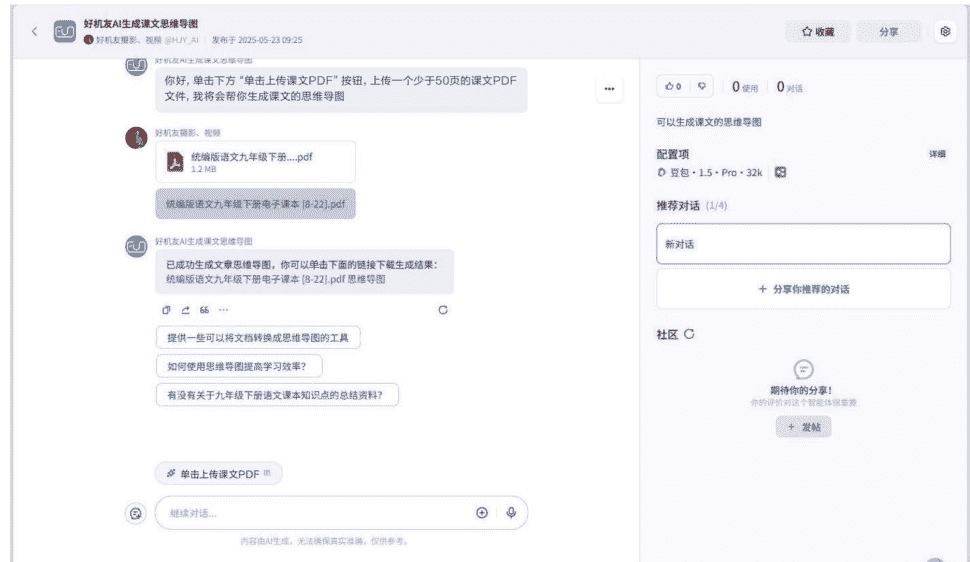 好机友AI生成课文思维导图
好机友摄影、视频 @HJY_AI 发布于 2025-05-23 09:25
收藏
分享
好机友AI生成课文思维导图
你好, 单击下方 “单击上传课文PDF” 按钮, 上传一个少于50页的课文PDF
文件, 我将会帮你生成课文的思维导图
好机友摄影、视频
统编版语文九年级下册....pdf
1.2 MB
统编版语文九年级下册电子课本 [8-22].pdf
好机友AI生成课文思维导图
已成功生成文章思维导图，你可以单击下面的链接下载生成结果：
统编版语文九年级下册电子课本 [8-22].pdf 思维导图
提供一些可以将文档转换成思维导图的工具
如何使用思维导图提高学习效率？
有没有关于九年级下册语文课本知识点的总结资料？
单击上传课文PDF
继续对话...
内容由AI生成，无法确保真实准确，仅供参考。
0 0使用 0对话
可以生成课文的思维导图
配置项 详细
豆包・1.5・Pro・32k
推荐对话 (1/4)
新对话
+ 分享你推荐的对话
社区
期待你的分享！
你的评价对这个智能体很重要
+ 发帖